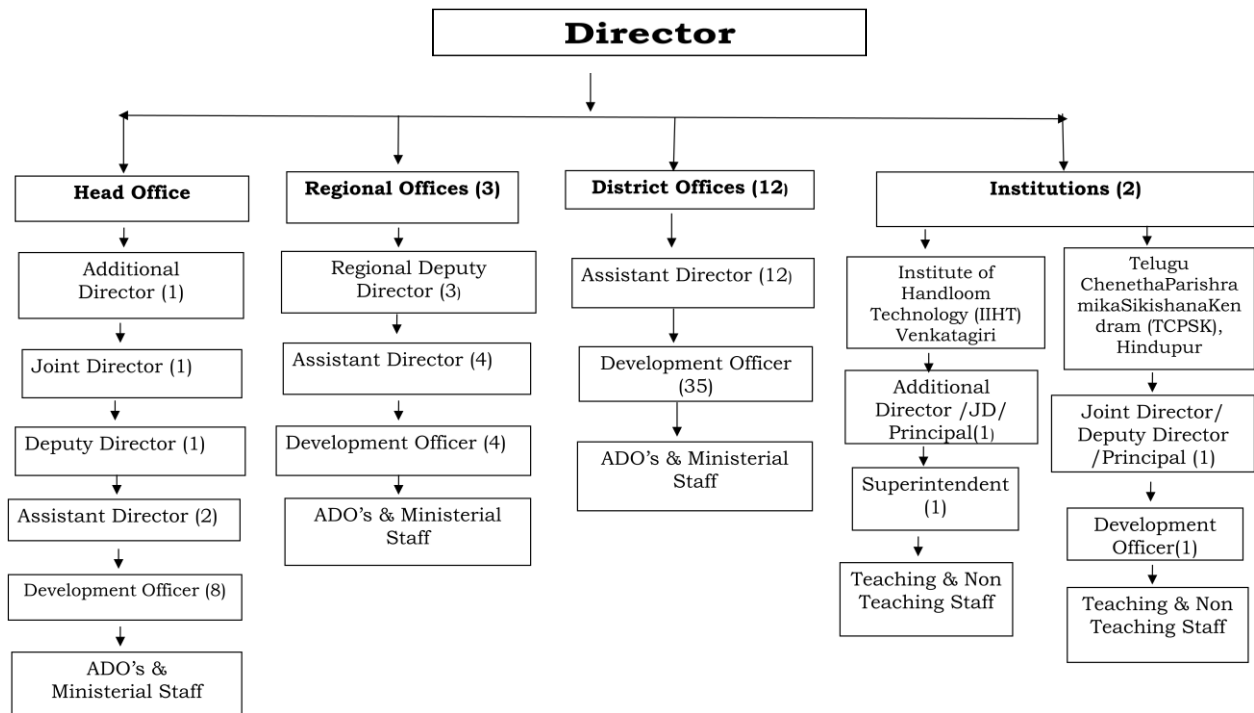 Director
Head Office
Additional
Director (1)
Joint Director (1)
Deputy Director (1)
Assistant Director (2)
Development Officer (8)
ADO’s &
Ministerial Staff
Regional Offices (3)
Regional Deputy
Director (3)
Assistant Director (4)
Development Officer (4)
ADO’s & Ministerial
Staff
District Offices (12)
Assistant Director (12)
Development Officer
(35)
ADO’s & Ministerial
Staff
Institutions (2)
Institute of
Handloom
Technology (IIHT)
Venkatagiri
Additional
Director /JD/
Principal(1)
Superintendent
(1)
Teaching & Non
Teaching Staff
Telugu
ChenethaParishra
mikaSikishanaKen
dram (TCPSK),
Hindupur
Joint Director/
Deputy Director
/Principal (1)
Development
Officer(1)
Teaching & Non
Teaching Staff